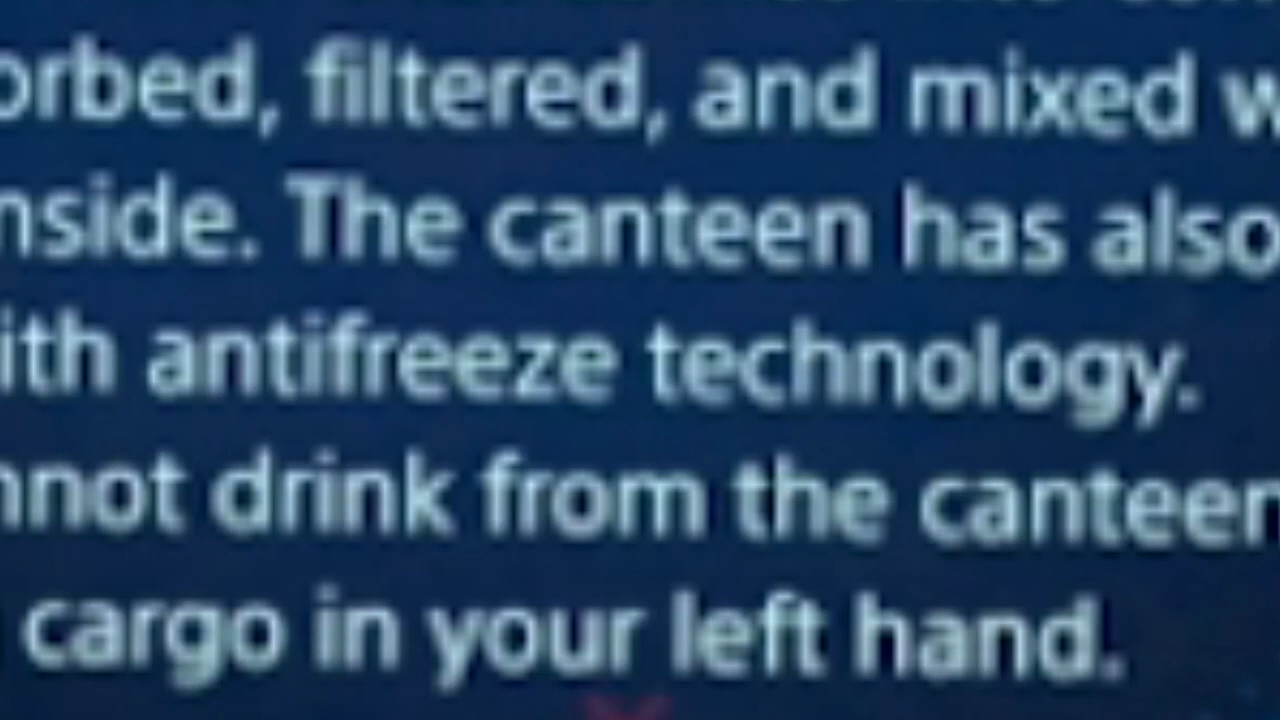 orbed, filtered, and mixed w
nside. The canteen has also
ith antifreeze technology.
nnot drink from the canteen
cargo in your left hand.